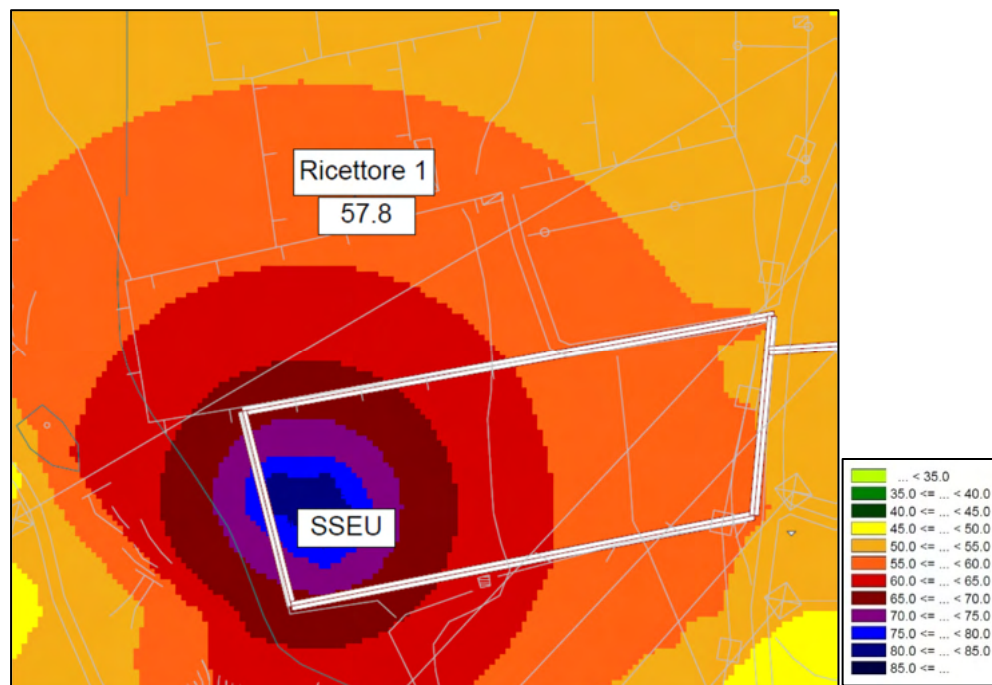 Ricettore 1
57.8
SSEU
... < 35.0
35.0 <= ... < 40.0
40.0 <= ... < 45.0
45.0 <= ... < 50.0
50.0 <= ... < 55.0
55.0 <= ... < 60.0
60.0 <= ... < 65.0
65.0 <= ... < 70.0
70.0 <= ... < 75.0
75.0 <= ... < 80.0
80.0 <= ... < 85.0
85.0 <= ...